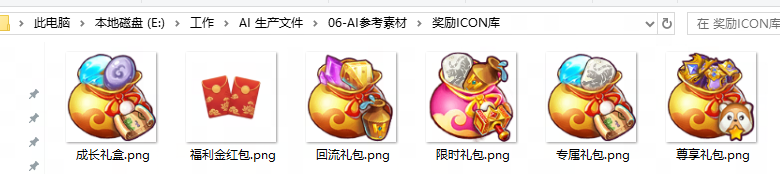 此电脑 > 本地磁盘 (E:) > 工作 > AI 生产文件 > 06-AI参考素材 > 奖励ICON库
在 奖励ICON库
成长礼盒.png
福利金红包.png
回流礼包.png
限时礼包.png
专属礼包.png
尊享礼包.png